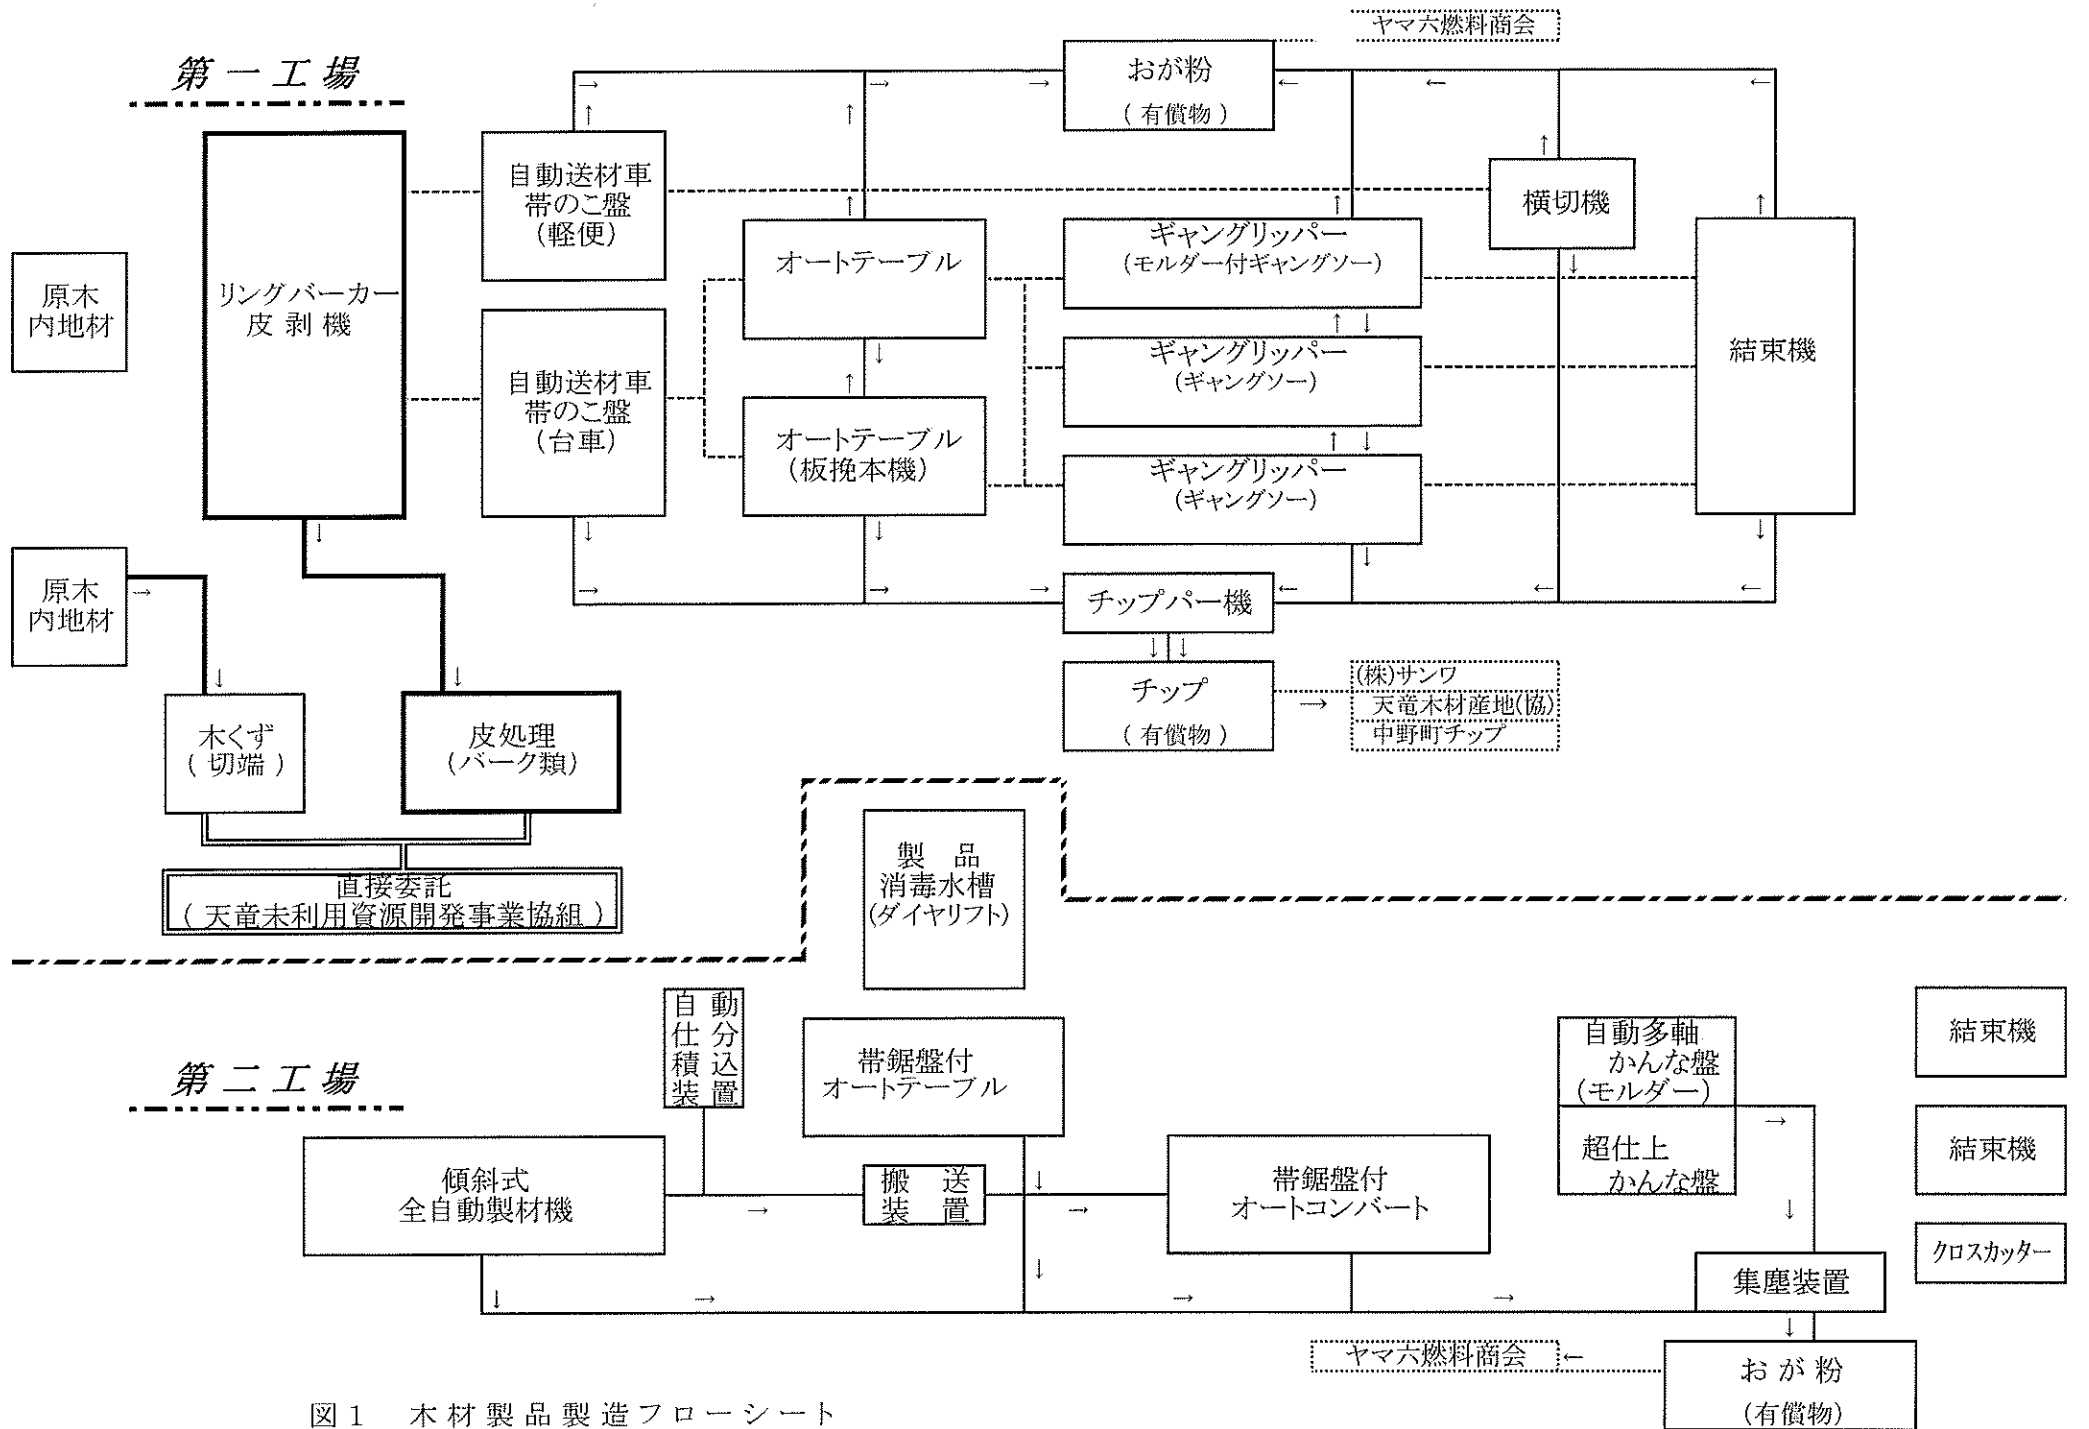 ヤマ六燃料商会
第一工場
おが粉
(有償物)
自動送材車
帯のこ盤
(軽便)
横切機
オートテーブル
ギャングリッパー
(モルダー付ギャングソー)
原木
内地材
リングバーカー
皮剥機
結束機
ギャングリッパー
(ギャングソー)
自動送材車
帯のこ盤
(台車)
オートテーブル
(板挽本機)
ギャングリッパー
(ギャングソー)
原木
内地材
チップパー機
チップ
(有償物)
(株)サンワ
天竜木材産地(協)
中野町チップ
木くず
(切端)
皮処理
(バーク類)
直接委託
(天竜未利用資源開発事業協組)
製 品
消毒水槽
(ダイヤリフト)
第二工場
自動
仕分
積込
装置
帯鋸盤付
オートテーブル
自動多軸
かんな盤
(モルダー)
結束機
超仕上
かんな盤
結束機
傾斜式
全自動製材機
搬送
装置
帯鋸盤付
オートコンバート
クロスカッター
集塵装置
ヤマ六燃料商会
おが粉
(有償物)
図1 木材製品製造フローシート